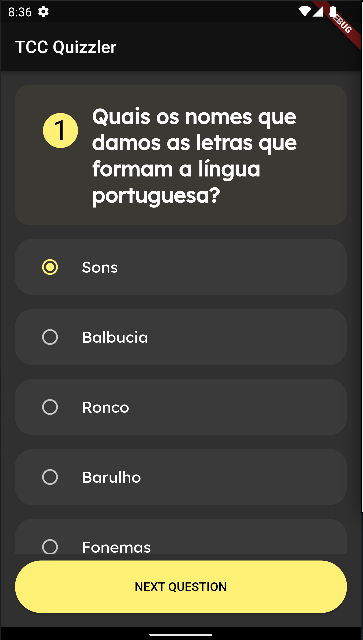 8:36
DEBUG
TCC Quizzler
1
Quais os nomes que
damos as letras que
formam a língua
portuguesa?
Sons
Balbucia
Ronco
Barulho
Fonemas
NEXT QUESTION